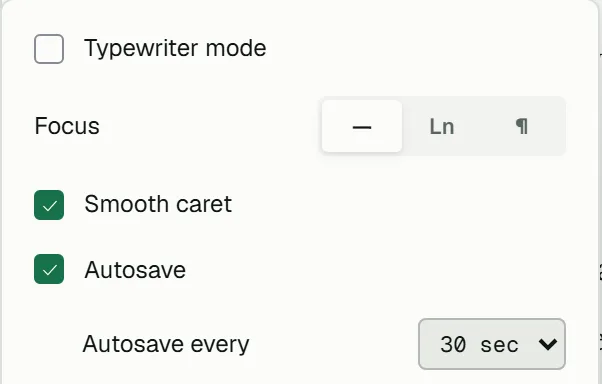 Typewriter mode
Focus — Ln ¶
Smooth caret
Autosave
Autosave every 30 sec